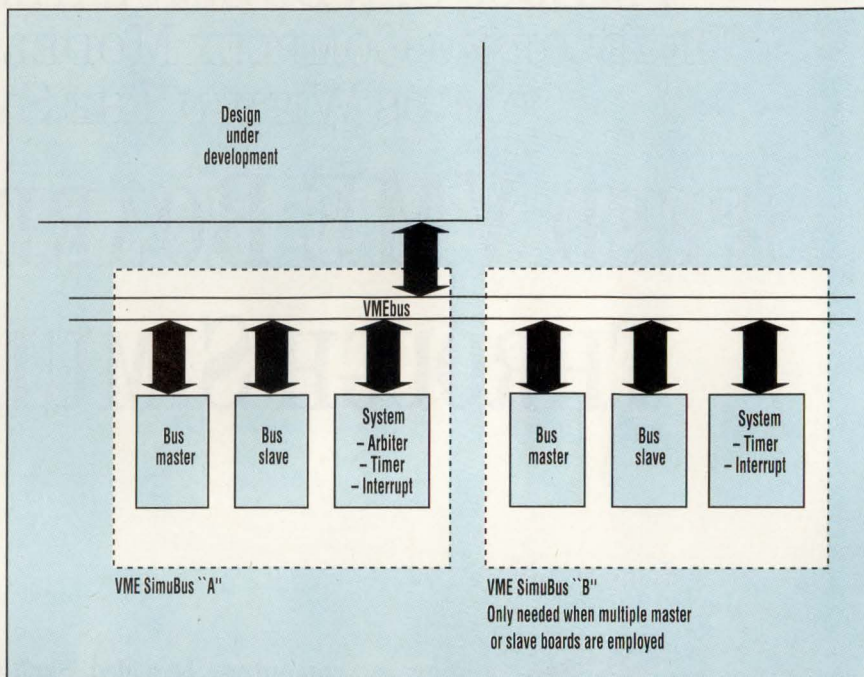 Design
under
development
VMEbus
Bus
master
Bus
slave
System
– Arbiter
– Timer
– Interrupt
Bus
master
Bus
slave
System
– Timer
– Interrupt
VME SimuBus ``A''
VME SimuBus ``B''
Only needed when multiple master
or slave boards are employed